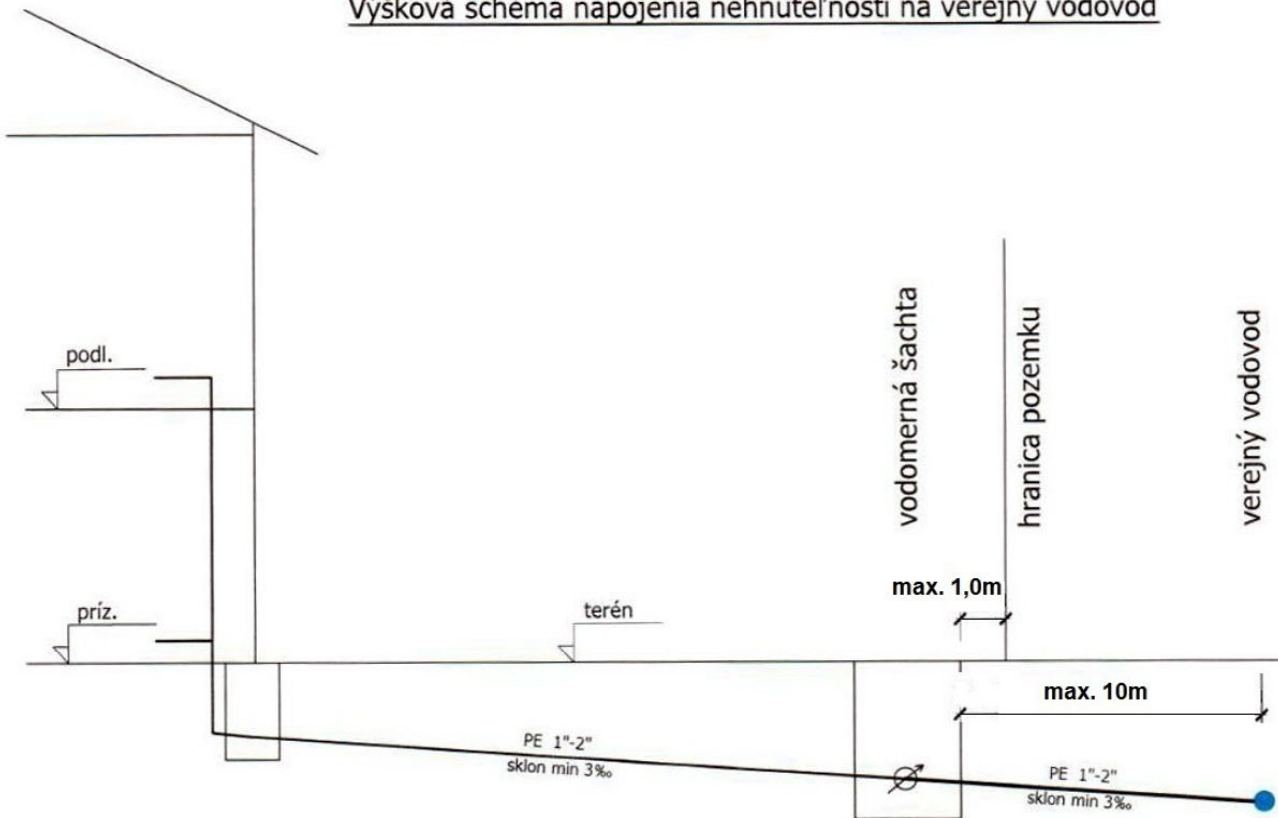 Výšková schéma napojenia nehnuteľnosti na verejný vodovod
podl.
vodomerná šachta
hranica pozemku
verejný vodovod
max. 1,0m
príz.
terén
max. 10m
PE 1"-2"
sklon min 3‰
PE 1"-2"
sklon min 3‰